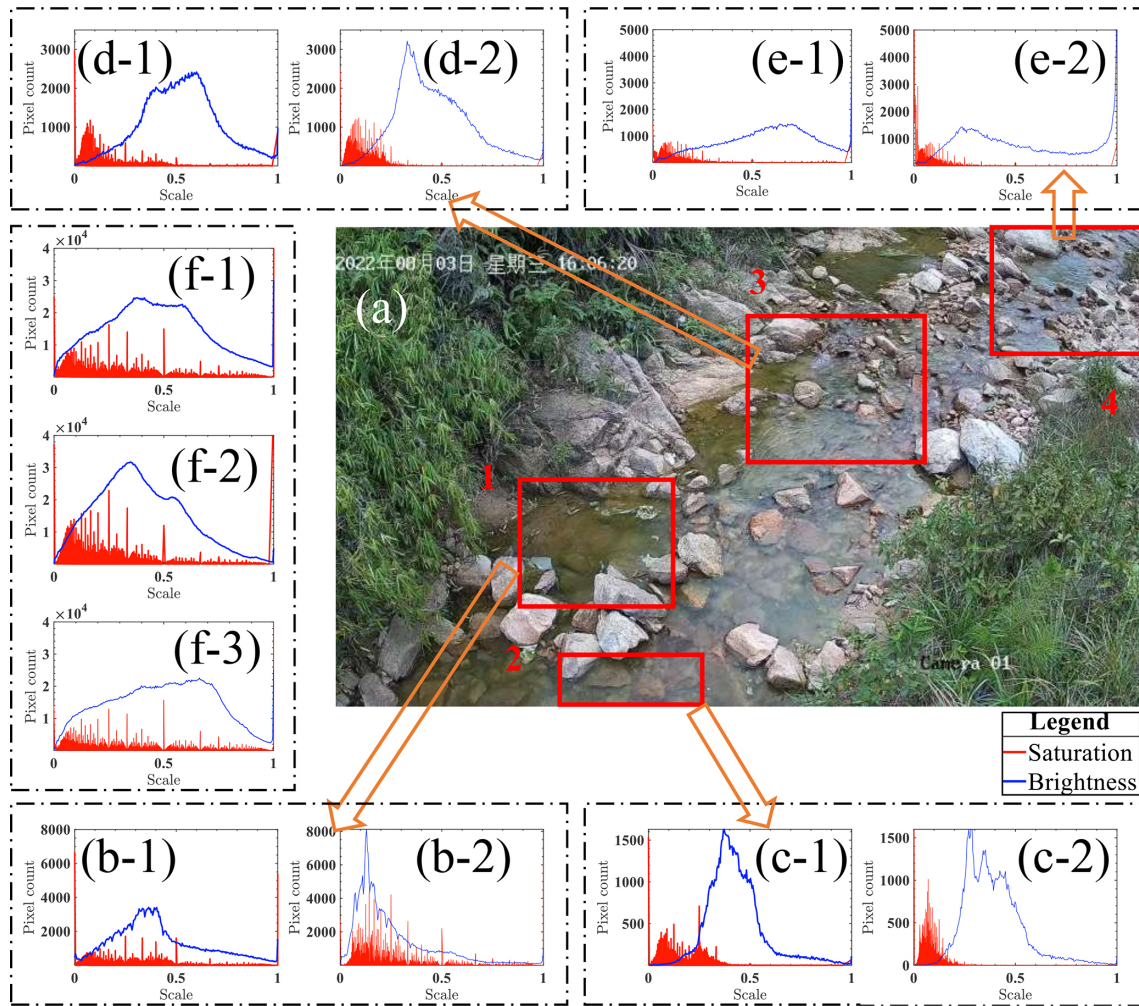 (d-1)
3000
2000
1000
Pixel count
0
0.5
1
Scale
(d-2)
3000
2000
1000
Pixel count
0
0.5
1
Scale
(e-1)
5000
4000
3000
2000
1000
0
Pixel count
0
0.5
1
Scale
(e-2)
5000
4000
3000
2000
1000
0
Pixel count
0
0.5
1
Scale
(f-1)
×10⁴
4
3
2
1
Pixel count
0
0.5
1
Scale
(f-2)
×10⁴
4
3
2
1
Pixel count
0
0.5
1
Scale
(f-3)
×10⁴
4
3
2
1
Pixel count
0
0.5
1
Scale
2022年08月03日 星期三 16:06:20
(a)
3
4
1
2
Camera 01
Legend
Saturation
Brightness
(b-1)
8000
6000
4000
2000
Pixel count
0
0.5
1
Scale
(b-2)
8000
6000
4000
2000
0
Pixel count
0
0.5
1
Scale
(c-1)
1500
1000
500
Pixel count
0
0.5
1
Scale
(c-2)
1500
1000
500
0
Pixel count
0
0.5
1
Scale